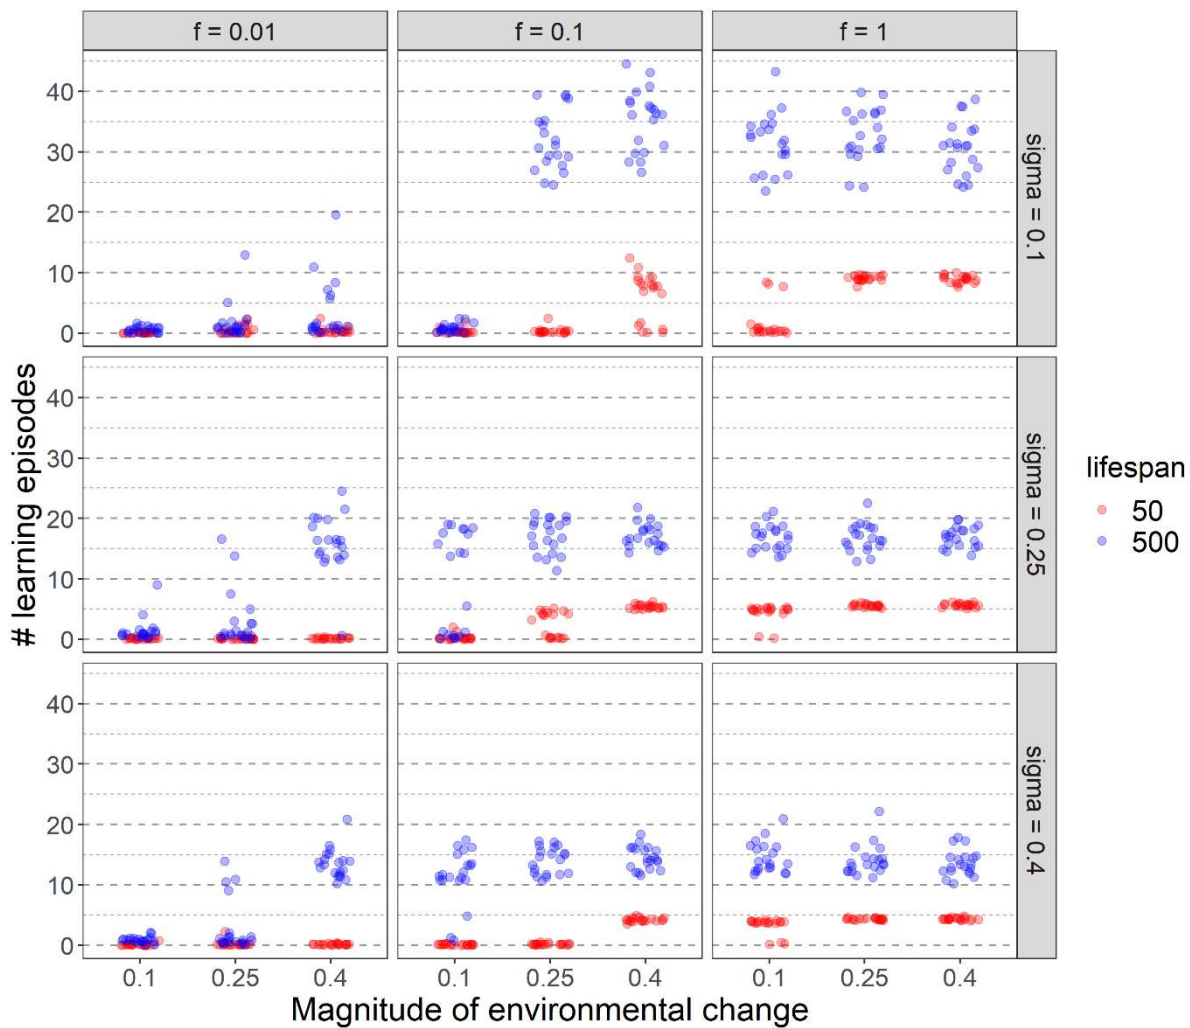 f = 0.01
f = 0.1
f = 1
40
30
20
10
0
sigma = 0.1
40
30
20
10
0
sigma = 0.25
40
30
20
10
0
sigma = 0.4
# learning episodes
0.1
0.25
0.4
0.1
0.25
0.4
0.1
0.25
0.4
Magnitude of environmental change
lifespan
50
500